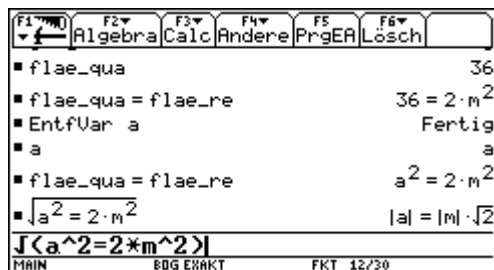 F1 F2 Algebra F3 Calc F4 Andere F5 PrgEA F6 Lösch
▪ flae_qua 36
▪ flae_qua = flae_re 36 = 2·m²
▪ EntfVar a Fertig
▪ a a
▪ flae_qua = flae_re a² = 2·m²
▪ √(a² = 2·m²) |a| = |m|·√2
√(a^2=2*m^2)
MAIN BOG EXAKT FKT 12/30